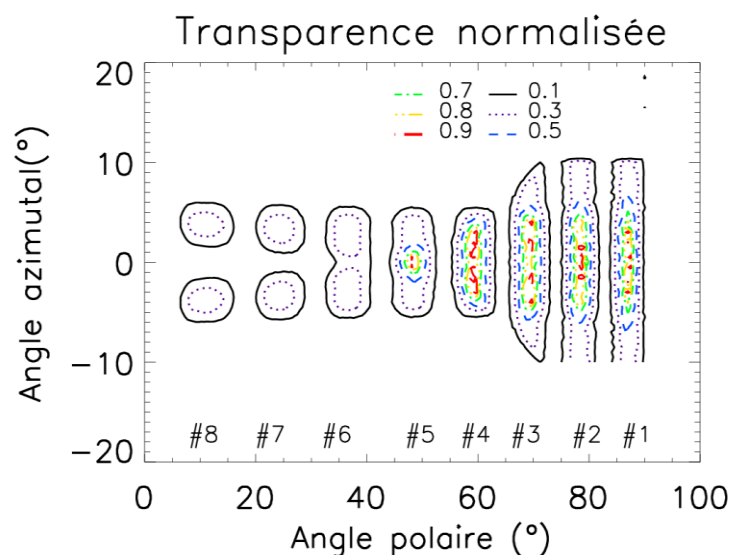 Transparence normalisée
20
0.7 0.1
0.8 0.3
0.9 0.5
10
0
−10
−20
Angle azimutal(°)
#8 #7 #6 #5 #4 #3 #2 #1
0 20 40 60 80 100
Angle polaire (°)